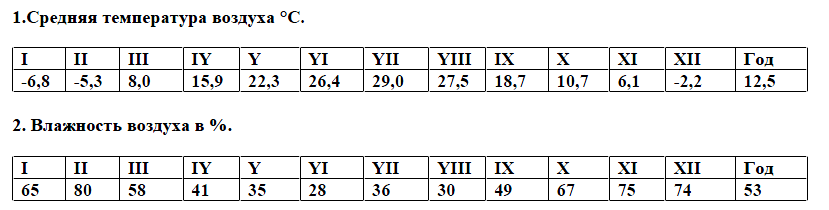 1.Средняя температура воздуха °С.
I II III IY Y YI YII YIII IX X XI XII Год
-6,8 -5,3 8,0 15,9 22,3 26,4 29,0 27,5 18,7 10,7 6,1 -2,2 12,5
2. Влажность воздуха в %.
I II III IY Y YI YII YIII IX X XI XII Год
65 80 58 41 35 28 36 30 49 67 75 74 53